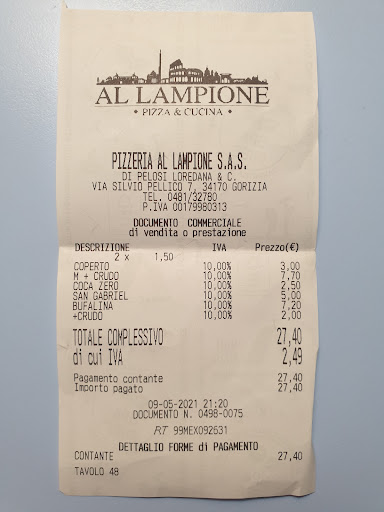 AL LAMPIONE
• PIZZA & CUCINA •
PIZZERIA AL LAMPIONE S.A.S.
DI PELOSI LOREDANA & C.
VIA SILVIO PELLICO 7, 34170 GORIZIA
TEL. 0481/32780
P.IVA 00179980313
DOCUMENTO COMMERCIALE
di vendita o prestazione
DESCRIZIONE IVA Prezzo(€)
2 x 1,50
COPERTO 10,00% 3,00
M + CRUDO 10,00% 7,70
COCA ZERO 10,00% 2,50
SAN GABRIEL 10,00% 5,00
BUFALINA 10,00% 7,20
+CRUDO 10,00% 2,00
TOTALE COMPLESSIVO 27,40
di cui IVA 2,49
Pagamento contante 27,40
Importo pagato 27,40
09-05-2021 21:20
DOCUMENTO N. 0498-0075
RT 99MEX092631
DETTAGLIO FORME di PAGAMENTO
CONTANTE 27,40
TAVOLO 48